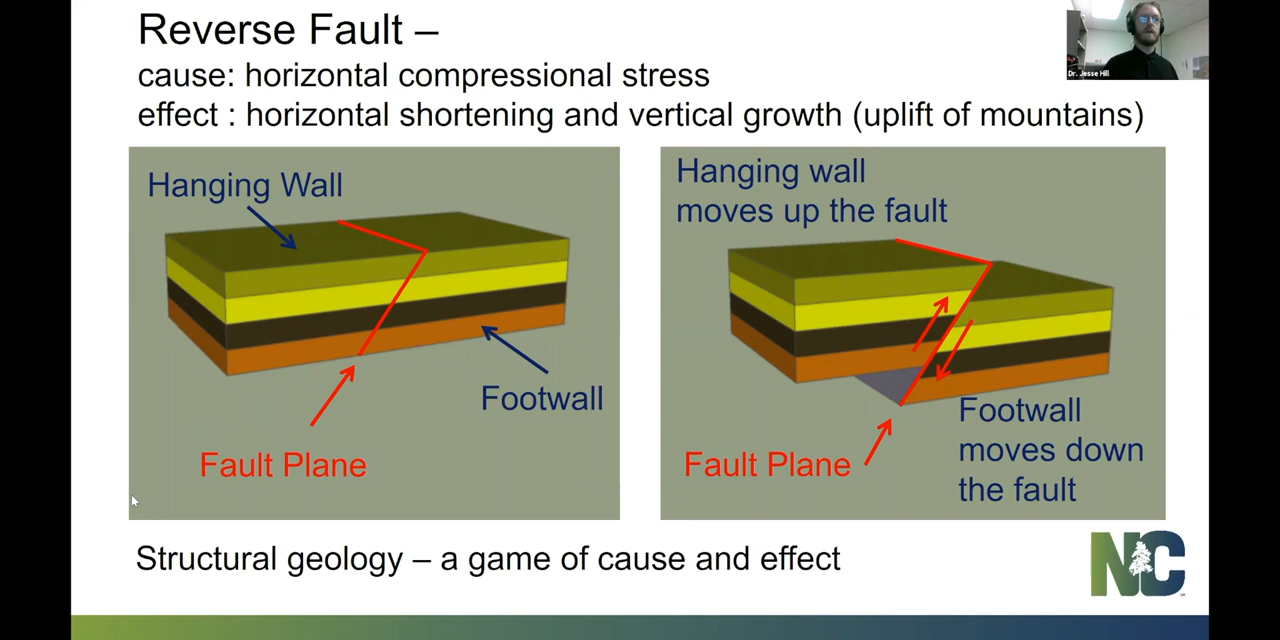 Reverse Fault –
cause: horizontal compressional stress
effect : horizontal shortening and vertical growth (uplift of mountains)
Dr. Jesse Hill
Hanging Wall
Footwall
Fault Plane
Hanging wall
moves up the fault
Fault Plane
Footwall
moves down
the fault
Structural geology – a game of cause and effect
NC